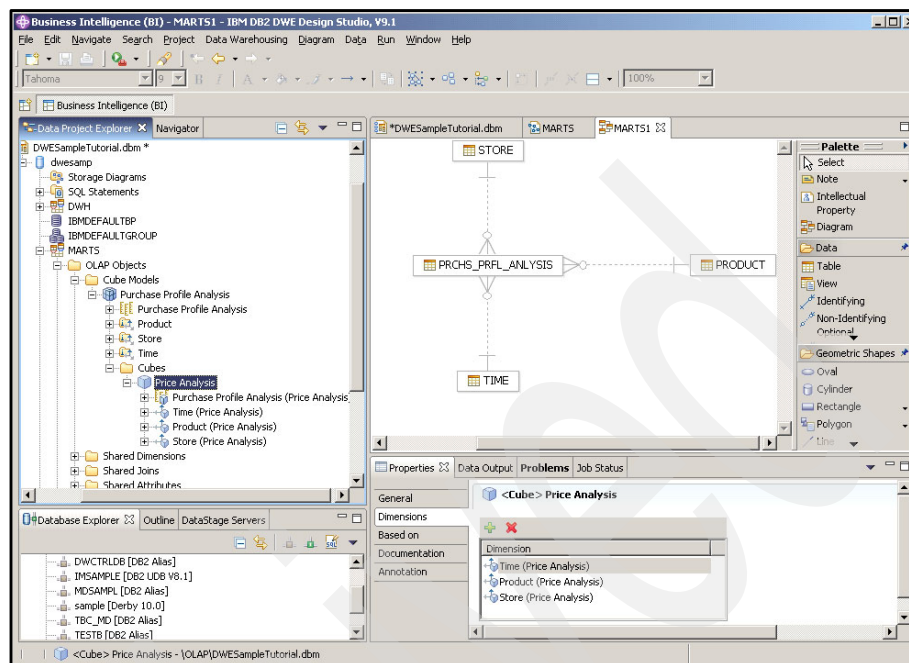 Business Intelligence (BI) - MARTS1 - IBM DB2 DWE Design Studio, V9.1
File Edit Navigate Search Project Data Warehousing Diagram Data Run Window Help
Tahoma 9 B I A 100%
Business Intelligence (BI)
Data Project Explorer Navigator
DWESampleTutorial.dbm *
dwesamp
Storage Diagrams
SQL Statements
DWH
IBMDEFAULTBP
IBMDEFAULTGROUP
MARTS
OLAP Objects
Cube Models
Purchase Profile Analysis
Purchase Profile Analysis
Product
Store
Time
Cubes
Price Analysis
Purchase Profile Analysis (Price Analysis
Time (Price Analysis)
Product (Price Analysis)
Store (Price Analysis)
Shared Dimensions
Shared Joins
Shared Attributes
*DWESampleTutorial.dbm MARTS MARTS1
STORE
PRCHS_PRFL_ANLYSIS
PRODUCT
TIME
Palette
Select
Note
Intellectual
Property
Diagram
Data
Table
View
Identifying
Non-Identifying
Optional
Geometric Shapes
Oval
Cylinder
Rectangle
Polygon
Line
Database Explorer Outline DataStage Servers
DWCTRLDB [DB2 Alias]
IMSAMPLE [DB2 UDB V8.1]
MDSAMPL [DB2 Alias]
sample [Derby 10.0]
TBC_MD [DB2 Alias]
TESTB [DB2 Alias]
Properties Data Output Problems Job Status
General
Dimensions
Based on
Documentation
Annotation
<Cube> Price Analysis
Dimension
Time (Price Analysis)
Product (Price Analysis)
Store (Price Analysis)
<Cube> Price Analysis - \OLAP\DWESampleTutorial.dbm